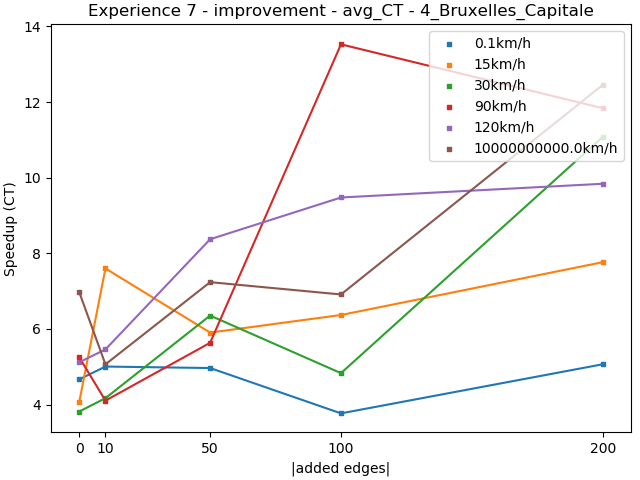 Experience 7 - improvement - avg_CT - 4_Bruxelles_Capitale
14
12
10
8
6
4
Speedup (CT)
0.1km/h
15km/h
30km/h
90km/h
120km/h
10000000000.0km/h
0 10 50 100 200
|added edges|